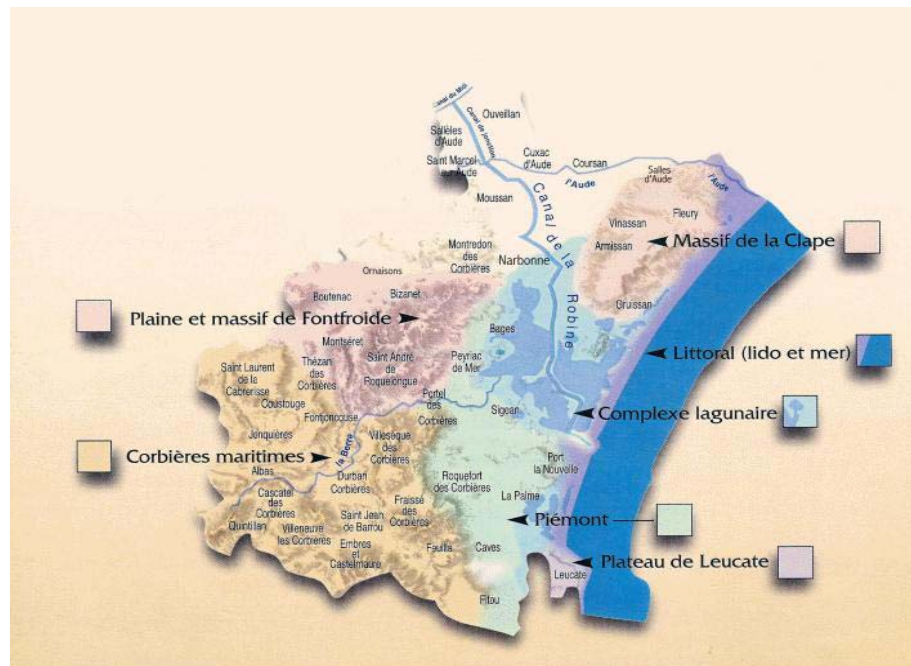 Canal du Midi
Canal de jonction
Ouveillan
Sallèles
d'Aude
Saint Marcel
sur Aude
Cuxac
d'Aude
Coursan
l'Aude
Salles
d'Aude
l'Aude
Moussan
Canal de la Robine
Vinassan
Fleury
Armissan
Massif de la Clape
Montredon
des
Corbières
Narbonne
Ornaisons
Boutenac
Bizanet
Gruissan
Plaine et massif de Fontfroide
Bages
Montséret
Littoral (lido et mer)
Saint Laurent
de la
Cabrerisse
Thézan
des
Corbières
Saint André
de
Roquelongue
Peyriac
de Mer
Coustouge
Fontjoncouse
Portel
des
Corbières
Sigean
Complexe lagunaire
Jonquières
la Berre
Villesèque
des
Corbières
Corbières maritimes
Port
la Nouvelle
Albas
Durban
Corbières
Roquefort
des Corbières
Cascatel
des
Corbières
Fraissé
des
Corbières
La Palme
Quintillan
Villeneuve
les Corbières
Saint Jean
de Barrou
Piémont
Embres
et
Castelmaure
Feuilla
Caves
Plateau de Leucate
Leucate
Fitou